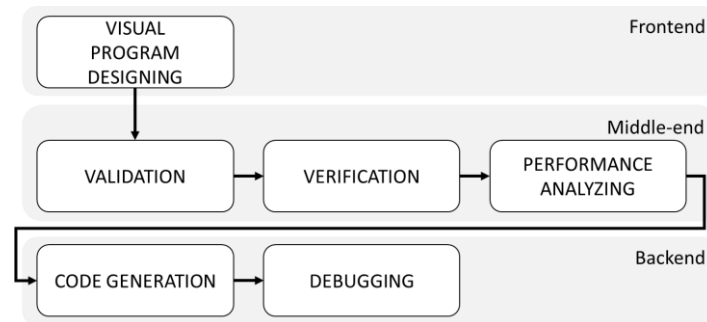 Frontend
VISUAL
PROGRAM
DESIGNING
Middle-end
VALIDATION
VERIFICATION
PERFORMANCE
ANALYZING
Backend
CODE GENERATION
DEBUGGING